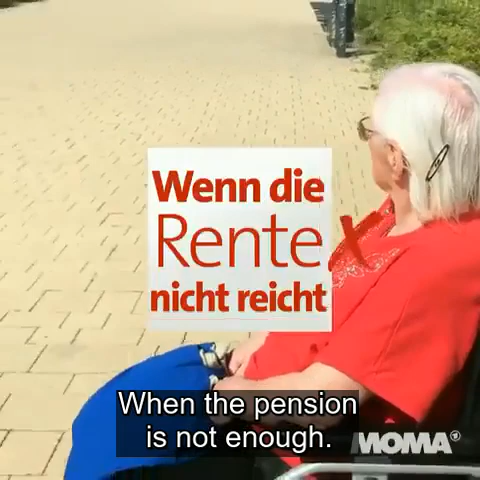 Wenn die
Rente
nicht reicht
When the pension
is not enough.
MOMA